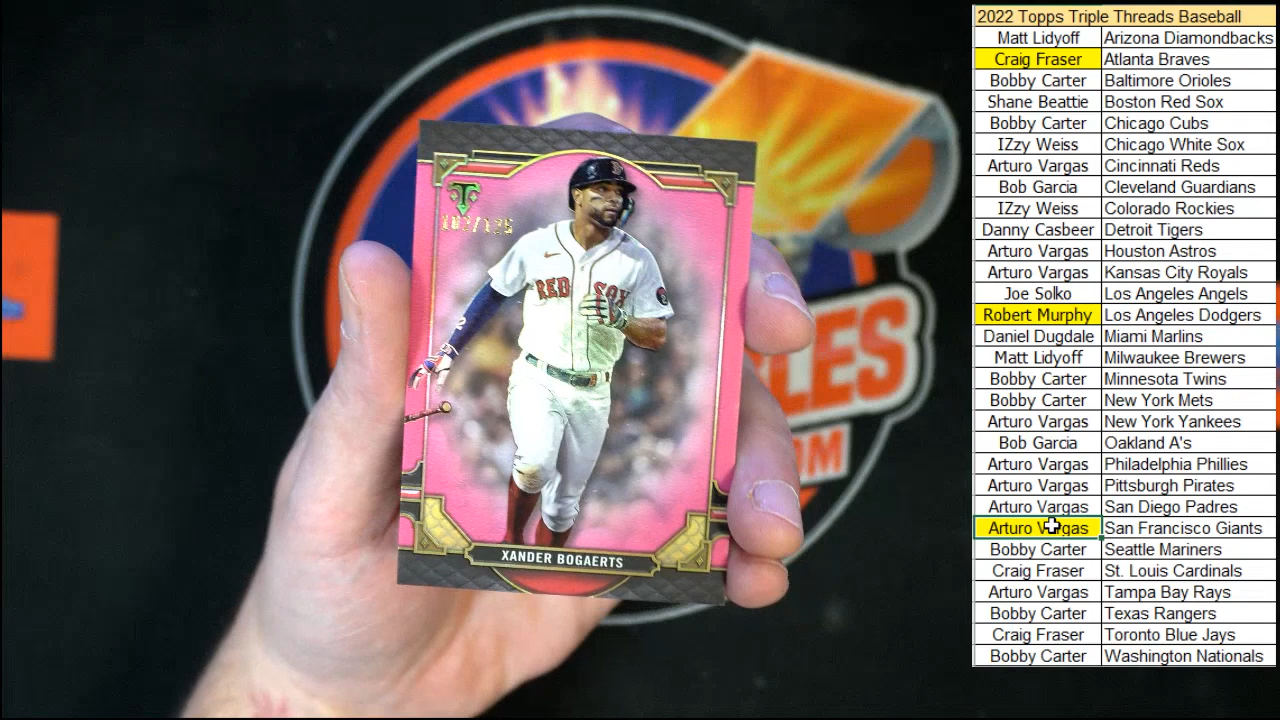 RED SOX
XANDER BOGAERTS
BLES
OM
2022 Topps Triple Threads Baseball
Matt Lidyoff Arizona Diamondbacks
Craig Fraser Atlanta Braves
Bobby Carter Baltimore Orioles
Shane Beattie Boston Red Sox
Bobby Carter Chicago Cubs
IZzy Weiss Chicago White Sox
Arturo Vargas Cincinnati Reds
Bob Garcia Cleveland Guardians
IZzy Weiss Colorado Rockies
Danny Casbeer Detroit Tigers
Arturo Vargas Houston Astros
Arturo Vargas Kansas City Royals
Joe Solko Los Angeles Angels
Robert Murphy Los Angeles Dodgers
Daniel Dugdale Miami Marlins
Matt Lidyoff Milwaukee Brewers
Bobby Carter Minnesota Twins
Bobby Carter New York Mets
Arturo Vargas New York Yankees
Bob Garcia Oakland A's
Arturo Vargas Philadelphia Phillies
Arturo Vargas Pittsburgh Pirates
Arturo Vargas San Diego Padres
Arturo Vargas San Francisco Giants
Bobby Carter Seattle Mariners
Craig Fraser St. Louis Cardinals
Arturo Vargas Tampa Bay Rays
Bobby Carter Texas Rangers
Craig Fraser Toronto Blue Jays
Bobby Carter Washington Nationals